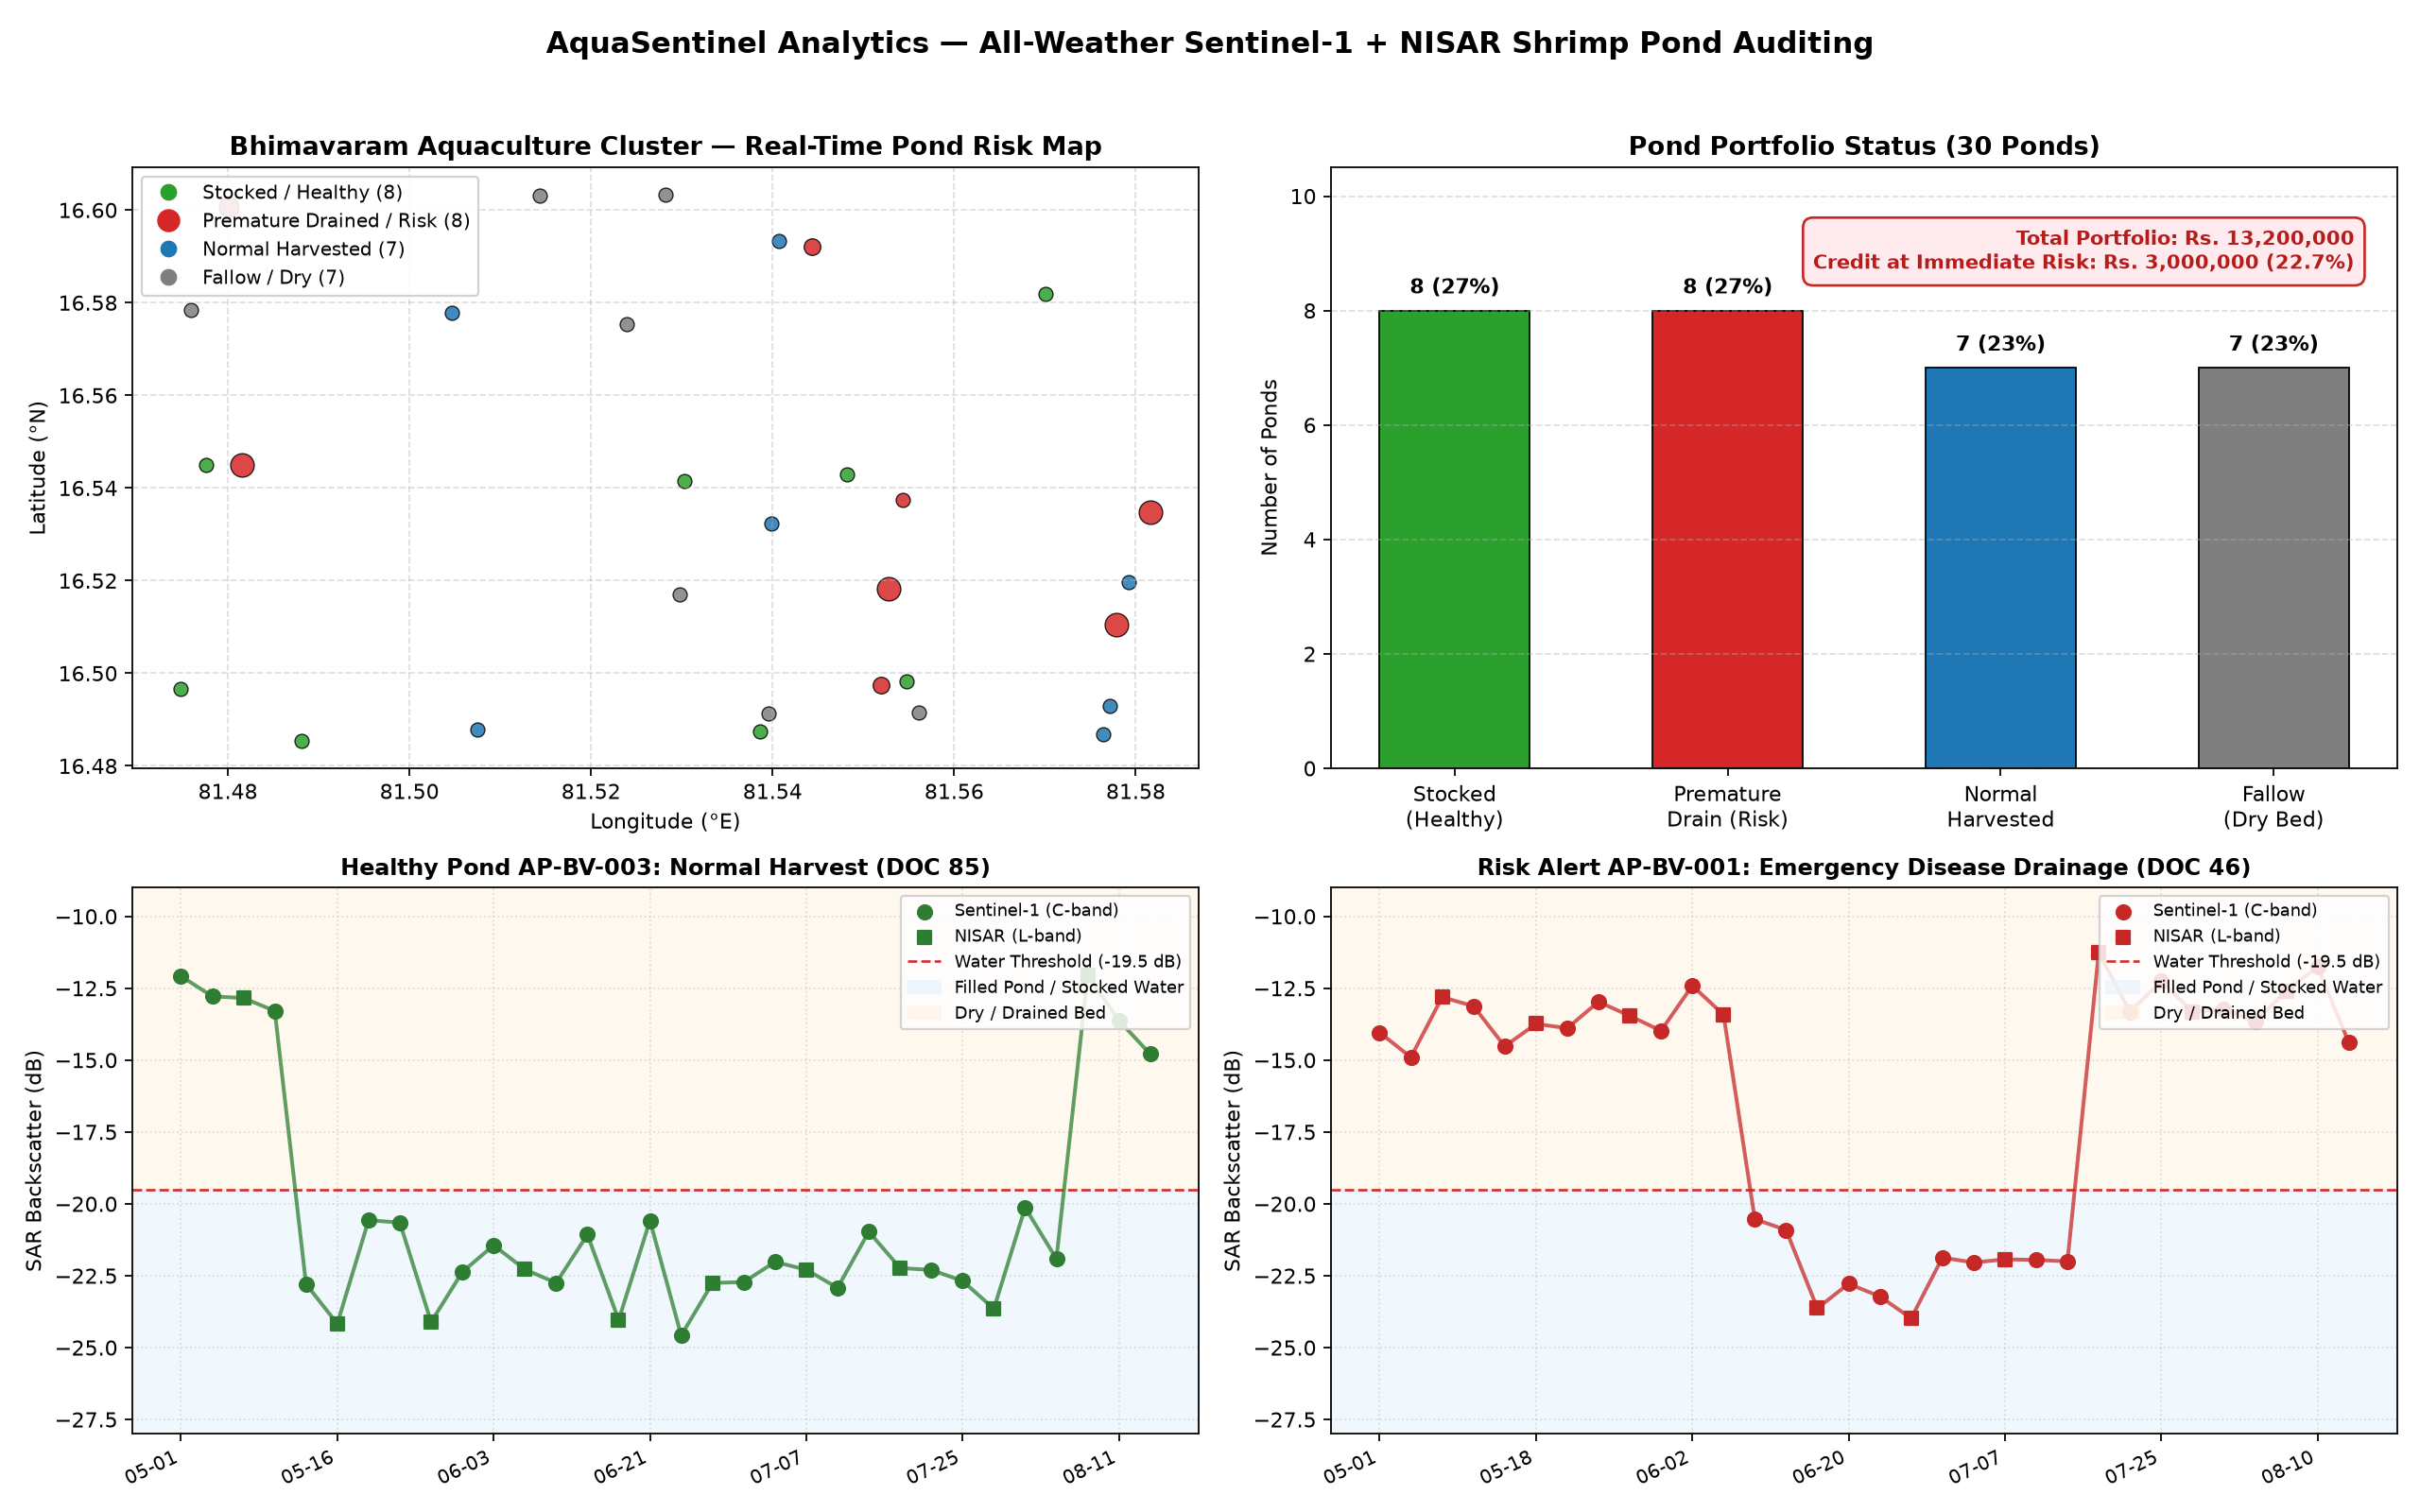 AquaSentinel Analytics — All-Weather Sentinel-1 + NISAR Shrimp Pond Auditing
Bhimavaram Aquaculture Cluster — Real-Time Pond Risk Map
Stocked / Healthy (8)
Premature Drained / Risk (8)
Normal Harvested (7)
Fallow / Dry (7)
Latitude (°N)
16.60
16.58
16.56
16.54
16.52
16.50
16.48
81.48
81.50
81.52
81.54
81.56
81.58
Longitude (°E)
Pond Portfolio Status (30 Ponds)
Total Portfolio: Rs. 13,200,000
Credit at Immediate Risk: Rs. 3,000,000 (22.7%)
8 (27%)
8 (27%)
7 (23%)
7 (23%)
Number of Ponds
10
8
6
4
2
0
Stocked
(Healthy)
Premature
Drain (Risk)
Normal
Harvested
Fallow
(Dry Bed)
Healthy Pond AP-BV-003: Normal Harvest (DOC 85)
Sentinel-1 (C-band)
NISAR (L-band)
Water Threshold (-19.5 dB)
Filled Pond / Stocked Water
Dry / Drained Bed
SAR Backscatter (dB)
−10.0
−12.5
−15.0
−17.5
−20.0
−22.5
−25.0
−27.5
05-01
05-16
06-03
06-21
07-07
07-25
08-11
Risk Alert AP-BV-001: Emergency Disease Drainage (DOC 46)
Sentinel-1 (C-band)
NISAR (L-band)
Water Threshold (-19.5 dB)
Filled Pond / Stocked Water
Dry / Drained Bed
SAR Backscatter (dB)
−10.0
−12.5
−15.0
−17.5
−20.0
−22.5
−25.0
−27.5
05-01
05-18
06-02
06-20
07-07
07-25
08-10